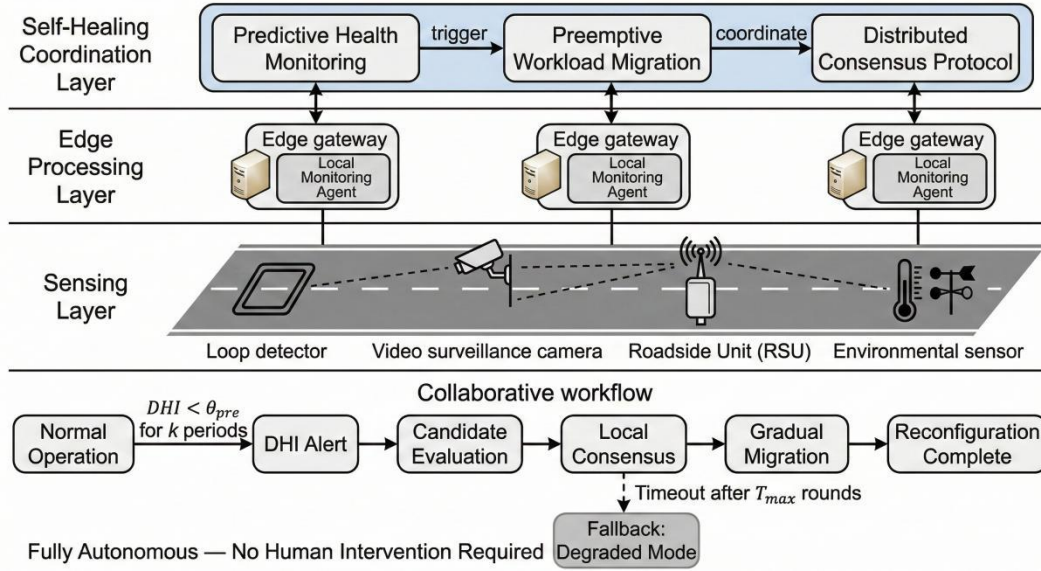 Self-Healing
Coordination
Layer
Predictive Health
Monitoring
trigger
Preemptive
Workload Migration
coordinate
Distributed
Consensus Protocol
Edge
Processing
Layer
Edge gateway
Local
Monitoring
Agent
Edge gateway
Local
Monitoring
Agent
Edge gateway
Local
Monitoring
Agent
Sensing
Layer
Loop detector
Video surveillance camera
Roadside Unit (RSU)
Environmental sensor
Collaborative workflow
Normal
Operation
DHI < θ_pre
for k periods
DHI Alert
Candidate
Evaluation
Local
Consensus
Gradual
Migration
Reconfiguration
Complete
Timeout after T_max rounds
Fallback:
Degraded Mode
Fully Autonomous — No Human Intervention Required